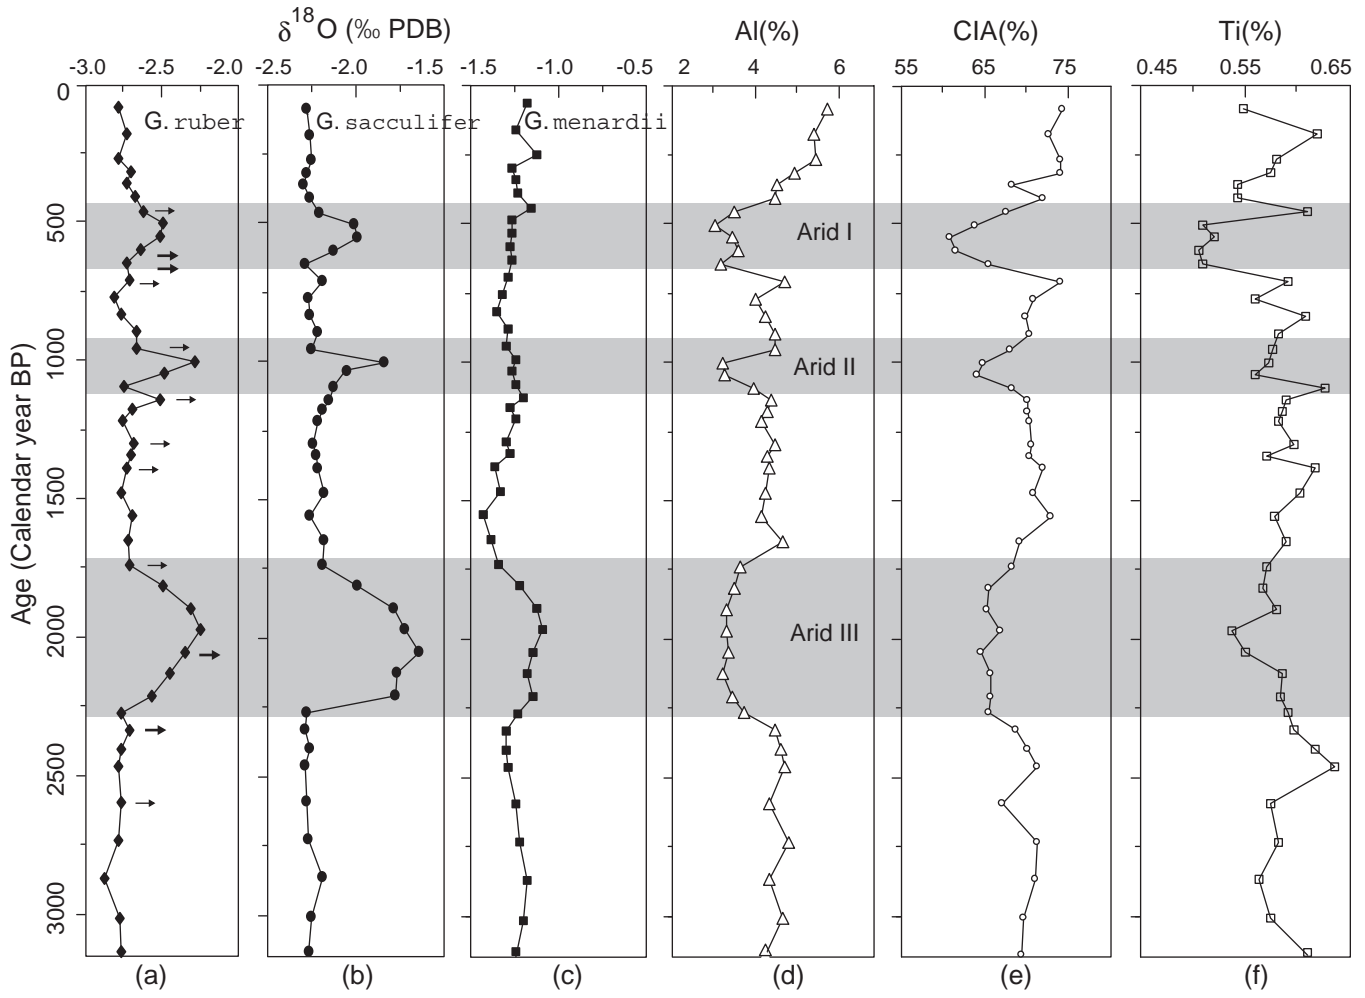 δ18O (‰ PDB) Al(%) CIA(%) Ti(%)
-3.0 -2.5 -2.0 -2.5 -2.0 -1.5 -1.5 -1.0 -0.5 2 4 6 55 65 75 0.45 0.55 0.65
G.ruber G.sacculifer G.menardii
Age (Calendar year BP)
0
500
1000
1500
2000
2500
3000
Arid I
Arid II
Arid III
(a) (b) (c) (d) (e) (f)